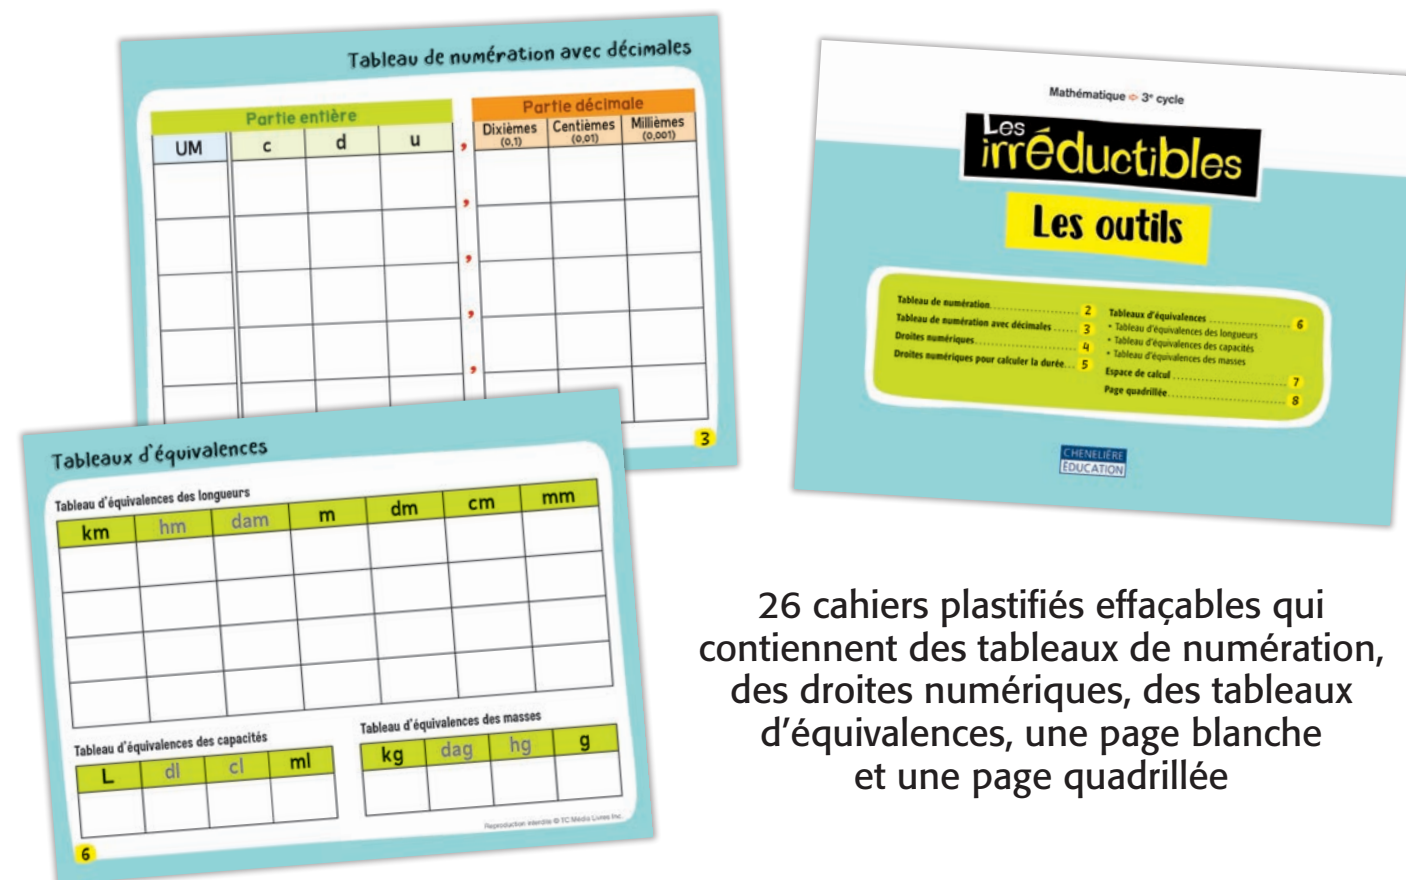 Tableau de numération avec décimales
Partie entière
Partie décimale
UM c d u , Dixièmes (0,1) Centièmes (0,01) Millièmes (0,001)
,
,
,
,
3
Tableaux d'équivalences
Tableau d'équivalences des longueurs
km hm dam m dm cm mm
Tableau d'équivalences des capacités
L dl cl ml
Tableau d'équivalences des masses
kg dag hg g
Reproduction interdite © TC Média Livres Inc.
6
Mathématique 3e cycle
Les
irréductibles
Les outils
Tableau de numération 2
Tableau de numération avec décimales 3
Droites numériques 4
Droites numériques pour calculer la durée 5
Tableaux d'équivalences 6
• Tableau d'équivalences des longueurs
• Tableau d'équivalences des capacités
• Tableau d'équivalences des masses
Espace de calcul 7
Page quadrillée 8
CHENELIÈRE
ÉDUCATION
26 cahiers plastifiés effaçables qui
contiennent des tableaux de numération,
des droites numériques, des tableaux
d'équivalences, une page blanche
et une page quadrillée